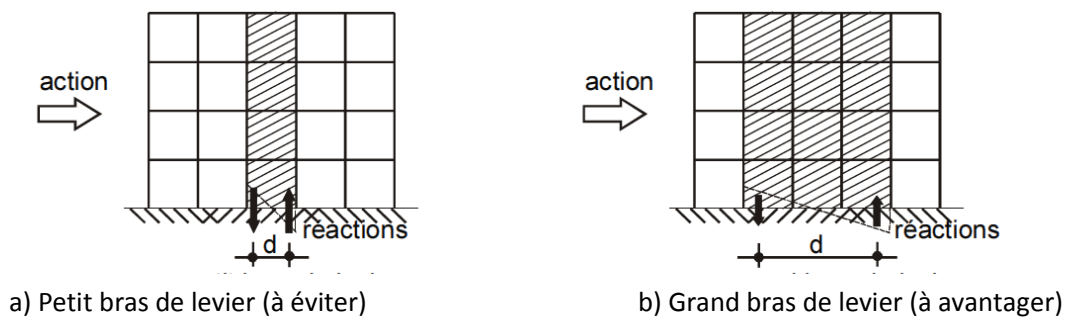 action
réactions
d
a) Petit bras de levier (à éviter)
action
réactions
d
b) Grand bras de levier (à avantager)